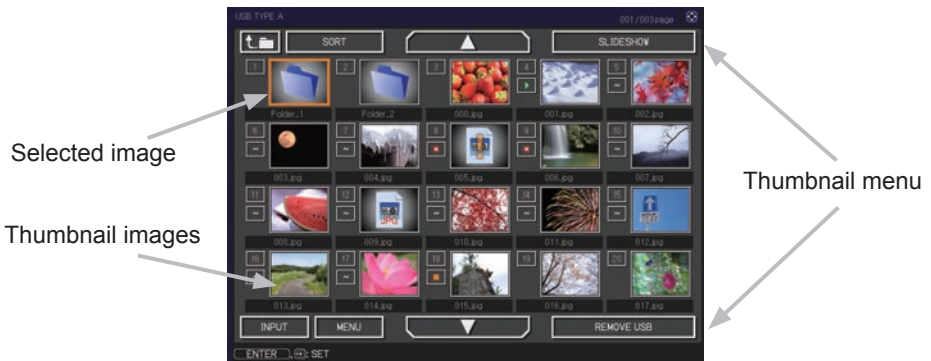 USB TYPE A 001/003page
SORT SLIDESHOW
1 2 3 4 5
Folder_1 Folder_2 000.jpg 001.jpg 002.jpg
Selected image
6 7 8 9 10
003.jpg 004.jpg 005.jpg 006.jpg 007.jpg
Thumbnail menu
11 12 13 14 15
JPG
008.jpg 009.jpg 010.jpg 011.jpg 012.jpg
Thumbnail images
16 17 18 19 20
013.jpg 014.jpg 015.jpg 016.jpg 017.jpg
INPUT MENU REMOVE USB
ENTER , : SET